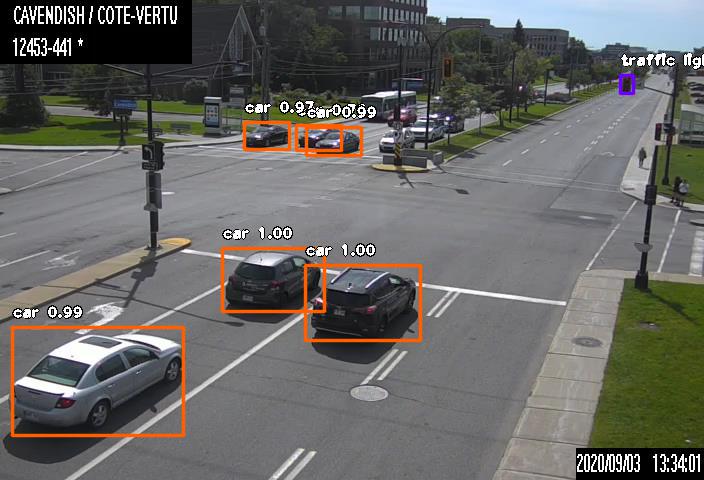 CAVENDISH / COTE-VERTU
12453-441 *
traffic lig
car 0.97
car 0.99
car 1.00
car 1.00
car 0.99
2020/09/03 13:34:01